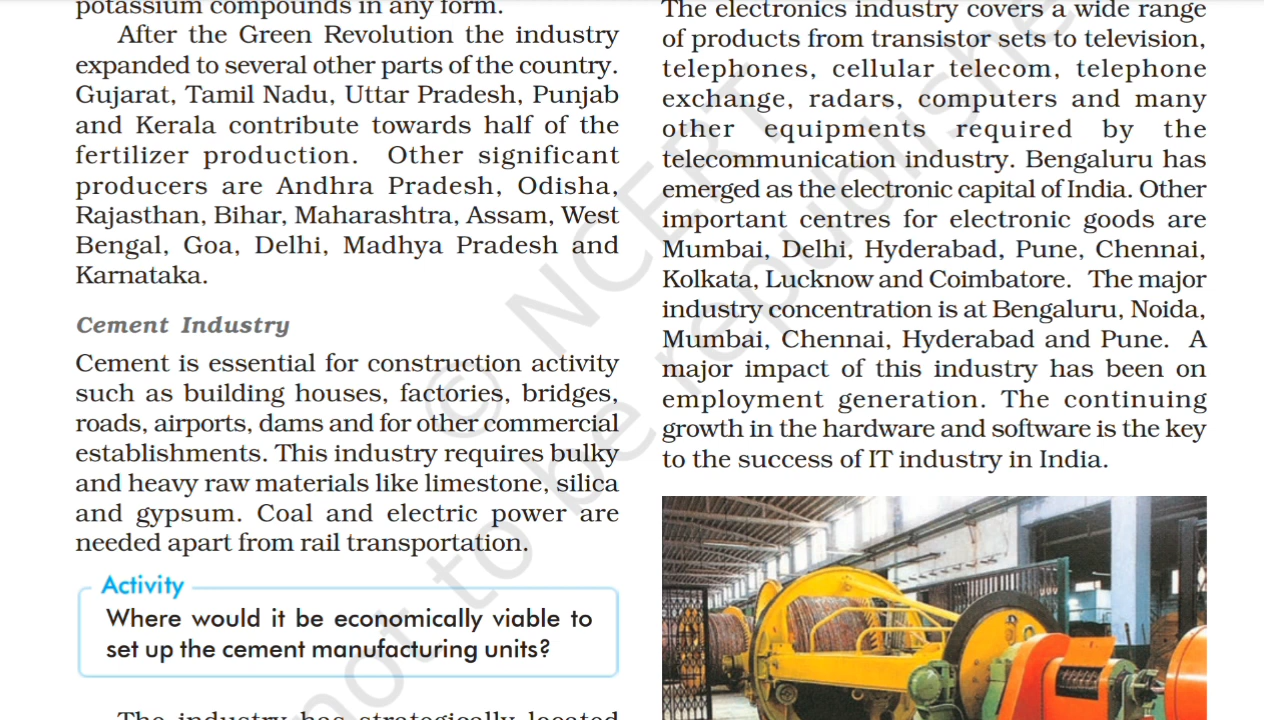 potassium compounds in any form.
After the Green Revolution the industry
expanded to several other parts of the country.
Gujarat, Tamil Nadu, Uttar Pradesh, Punjab
and Kerala contribute towards half of the
fertilizer production. Other significant
producers are Andhra Pradesh, Odisha,
Rajasthan, Bihar, Maharashtra, Assam, West
Bengal, Goa, Delhi, Madhya Pradesh and
Karnataka.
Cement Industry
Cement is essential for construction activity
such as building houses, factories, bridges,
roads, airports, dams and for other commercial
establishments. This industry requires bulky
and heavy raw materials like limestone, silica
and gypsum. Coal and electric power are
needed apart from rail transportation.
Activity
Where would it be economically viable to
set up the cement manufacturing units?
The industry has strategically located
The electronics industry covers a wide range
of products from transistor sets to television,
telephones, cellular telecom, telephone
exchange, radars, computers and many
other equipments required by the
telecommunication industry. Bengaluru has
emerged as the electronic capital of India. Other
important centres for electronic goods are
Mumbai, Delhi, Hyderabad, Pune, Chennai,
Kolkata, Lucknow and Coimbatore. The major
industry concentration is at Bengaluru, Noida,
Mumbai, Chennai, Hyderabad and Pune. A
major impact of this industry has been on
employment generation. The continuing
growth in the hardware and software is the key
to the success of IT industry in India.
© NCERT
not to be republishe